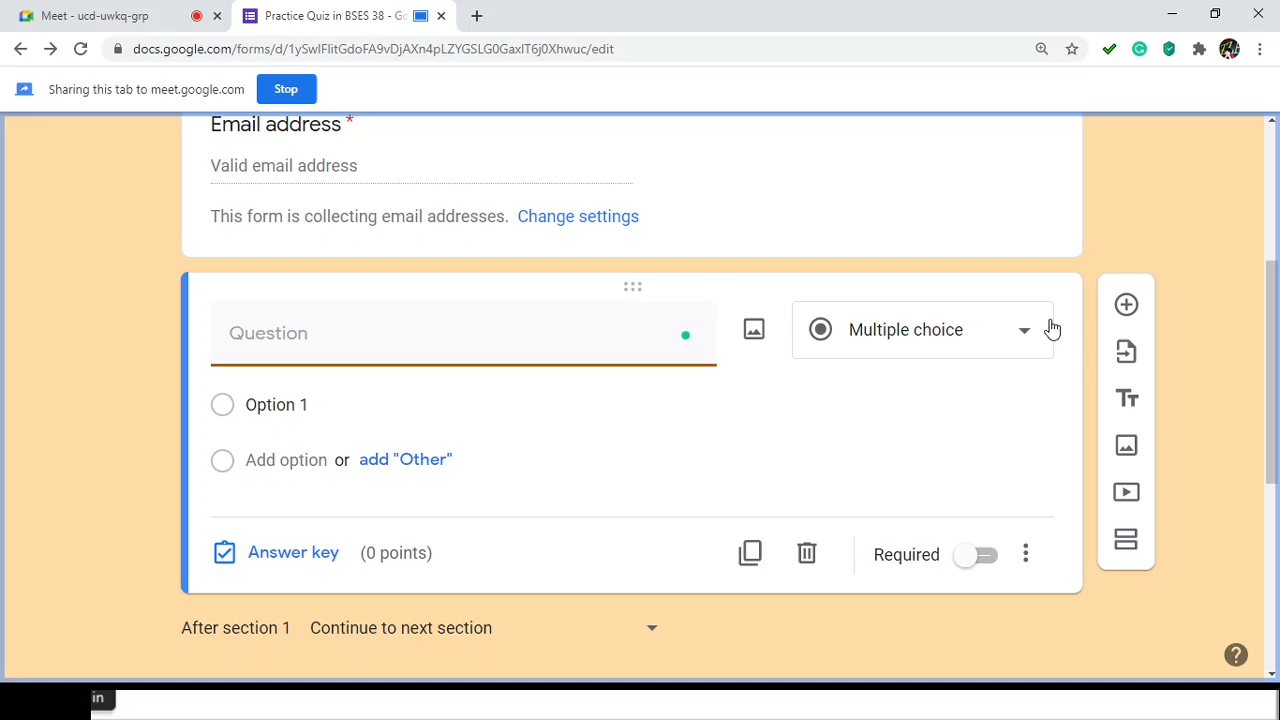 Meet - ucd-uwkq-grp
Practice Quiz in BSES 38 - Go
docs.google.com/forms/d/1ySwIFlitGdoFA9vDjAXn4pLZYGSLG0GaxIT6j0Xhwuc/edit
Sharing this tab to meet.google.com Stop
Email address *
Valid email address
This form is collecting email addresses. Change settings
Question
Multiple choice
Option 1
Add option or add "Other"
Answer key (0 points)
Required
After section 1 Continue to next section
in